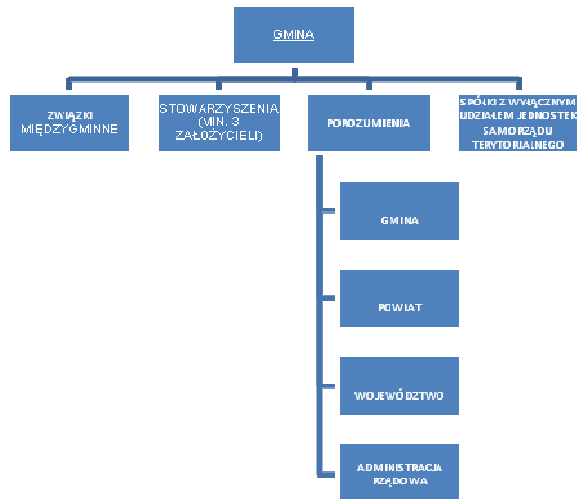 GMINA
ZWIĄZKI
MIĘDZYGMINNE
STOWARZYSZENIA
(MIN. 3
ZAŁOŻYCIELI)
POROZUMIENIA
SPÓŁKI Z WYŁĄCZNYM
UDZIAŁEM JEDNOSTEK
SAMORZĄDU
TERYTORIALNEGO
GMINA
POWIAT
WOJEWÓDZTWO
ADMINISTRACJA
RZĄDOWA